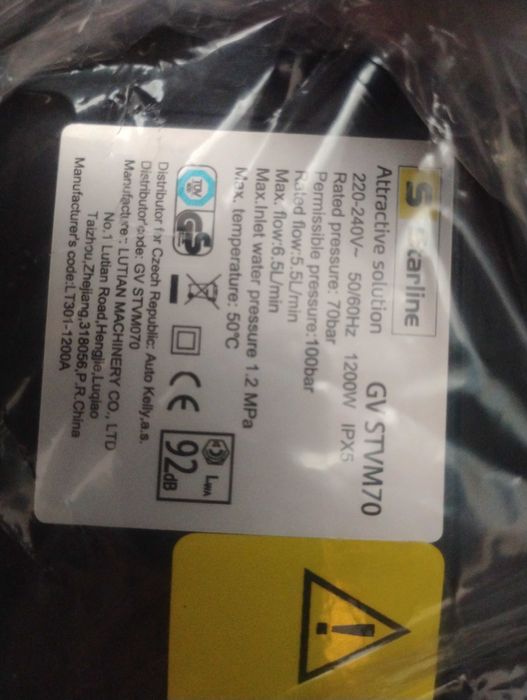 S starline
Attractive solution GV STVM70
220-240V~ 50/60Hz 1200W IPX5
Rated pressure: 70bar
Permissible pressure:100bar
Rated flow:5.5L/min
Max. flow:6.5L/min
Max.Inlet water pressure 1.2 MPa
Max. temperature: 50°C
TÜV GS CE LWA 92dB
Distributor for Czech Republic: Auto Kelly,a.s.
Distributor's code: GV STVM070
Manufacture: LUTIAN MACHINERY CO., LTD
No.1 Lutian Road,Hengjie,Luqiao
Taizhou,Zhejiang,318056,P.R.China
Manufacturer's code:LT301-1200A